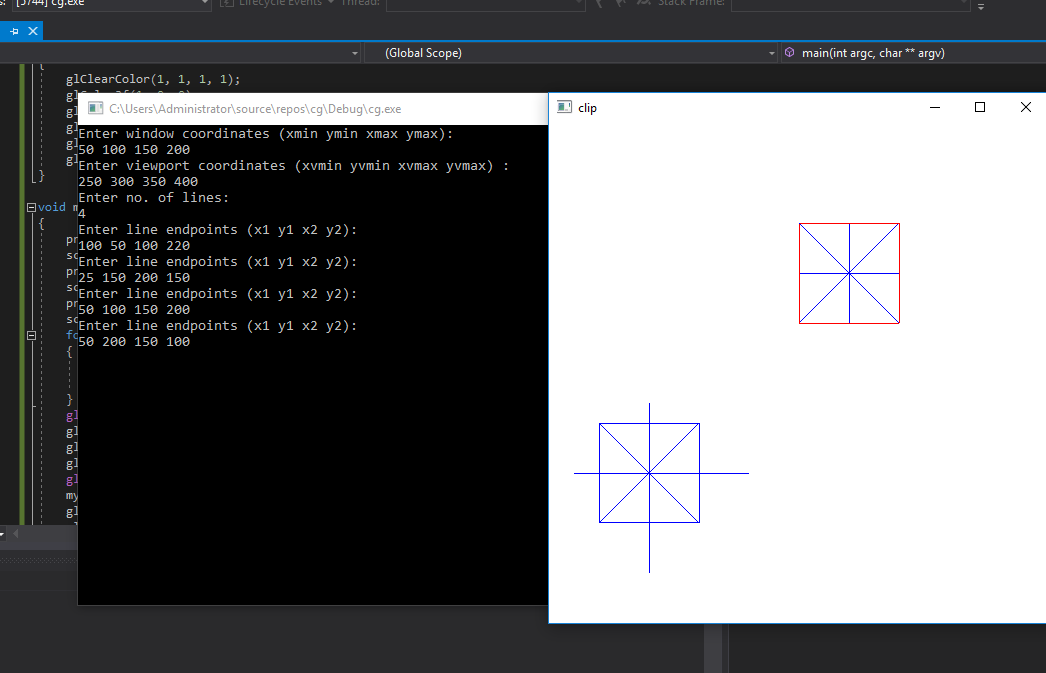 [5744] cg.exe
Lifecycle Events
Thread:
Stack Frame:
(Global Scope)
main(int argc, char ** argv)
{
glClearColor(1, 1, 1, 1);
}
void
{
{
}
C:\Users\Administrator\source\repos\cg\Debug\cg.exe
Enter window coordinates (xmin ymin xmax ymax):
50 100 150 200
Enter viewport coordinates (xvmin yvmin xvmax yvmax) :
250 300 350 400
Enter no. of lines:
4
Enter line endpoints (x1 y1 x2 y2):
100 50 100 220
Enter line endpoints (x1 y1 x2 y2):
25 150 200 150
Enter line endpoints (x1 y1 x2 y2):
50 100 150 200
Enter line endpoints (x1 y1 x2 y2):
50 200 150 100
clip